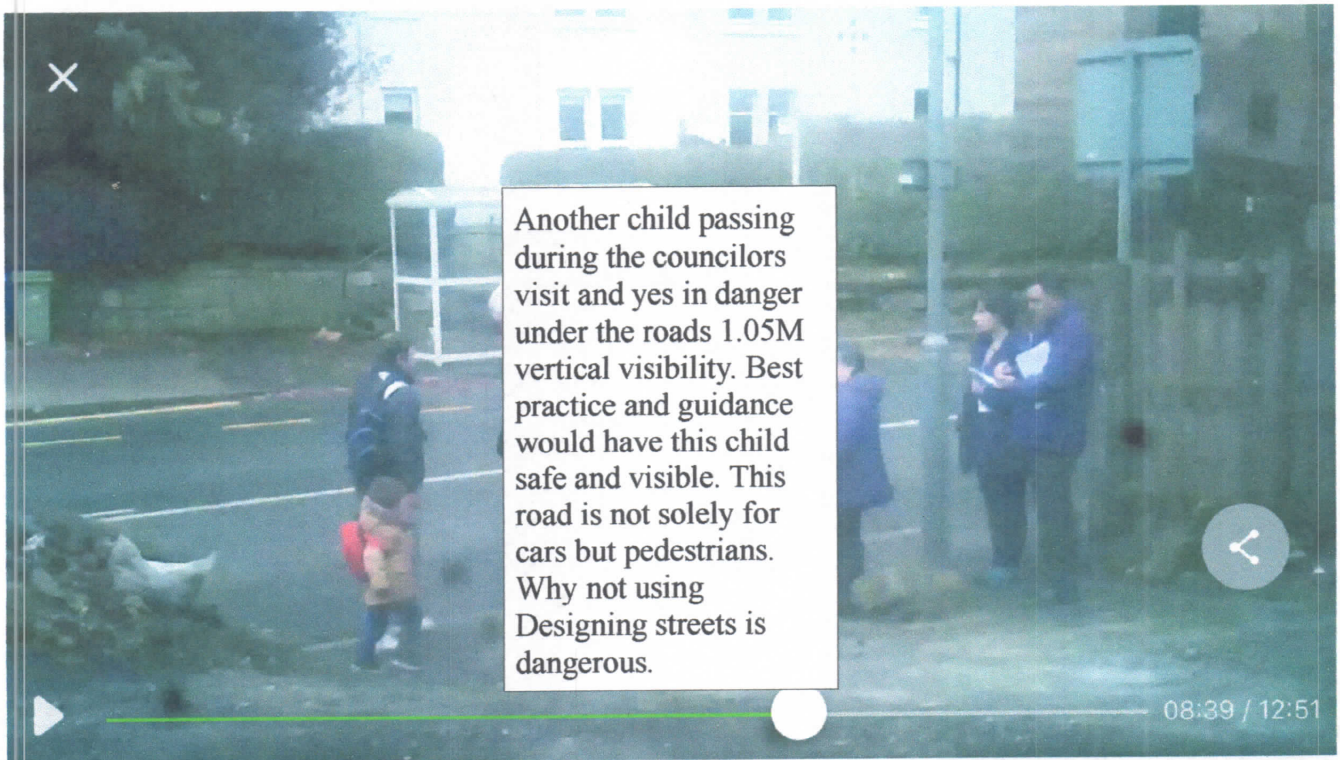 Another child passing
during the councilors
visit and yes in danger
under the roads 1.05M
vertical visibility. Best
practice and guidance
would have this child
safe and visible. This
road is not solely for
cars but pedestrians.
Why not using
Designing streets is
dangerous.
08:39 / 12:51